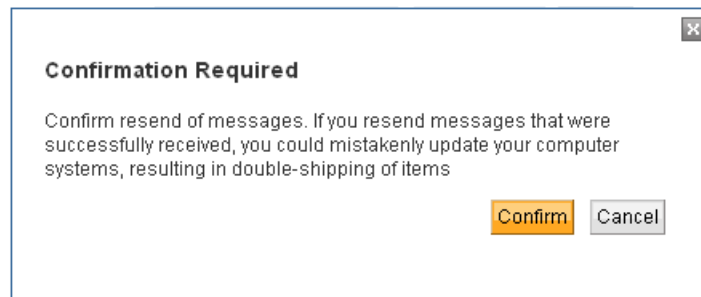 x
Confirmation Required
Confirm resend of messages. If you resend messages that were
successfully received, you could mistakenly update your computer
systems, resulting in double-shipping of items
Confirm Cancel